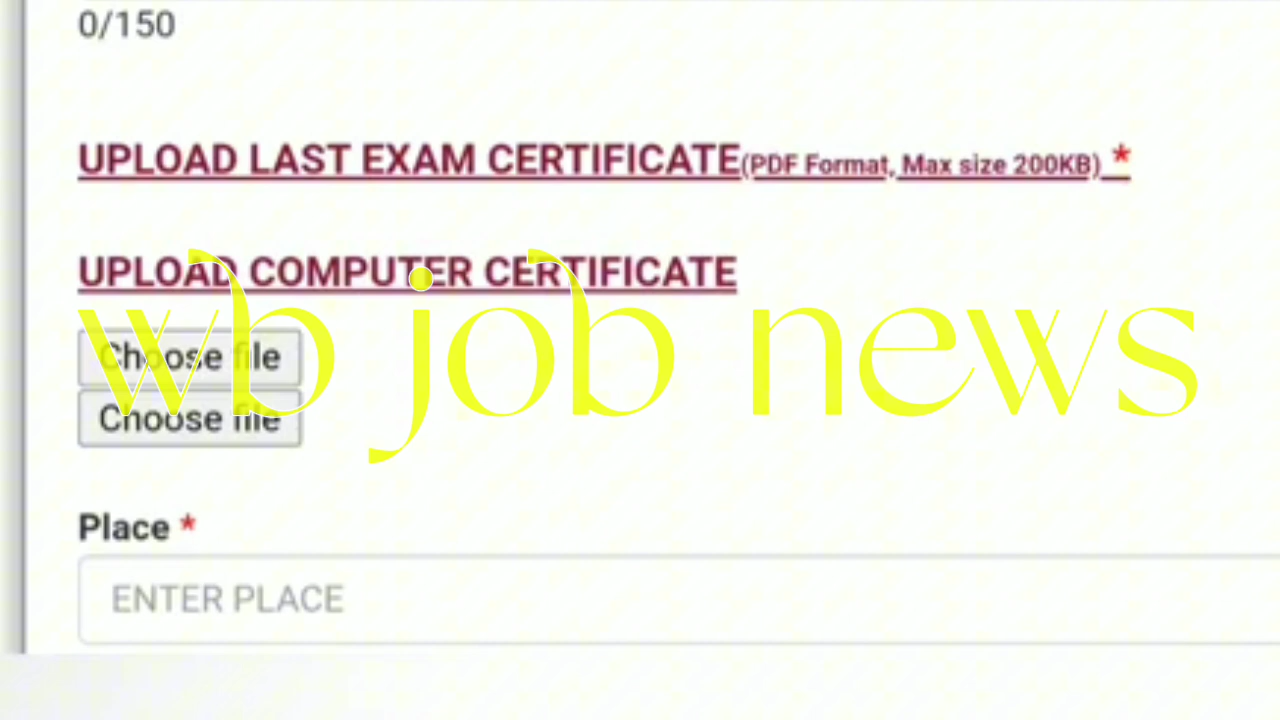 0/150
UPLOAD LAST EXAM CERTIFICATE(PDF Format, Max size 200KB) *
UPLOAD COMPUTER CERTIFICATE
wb job news
Choose file
Choose file
Place *
ENTER PLACE